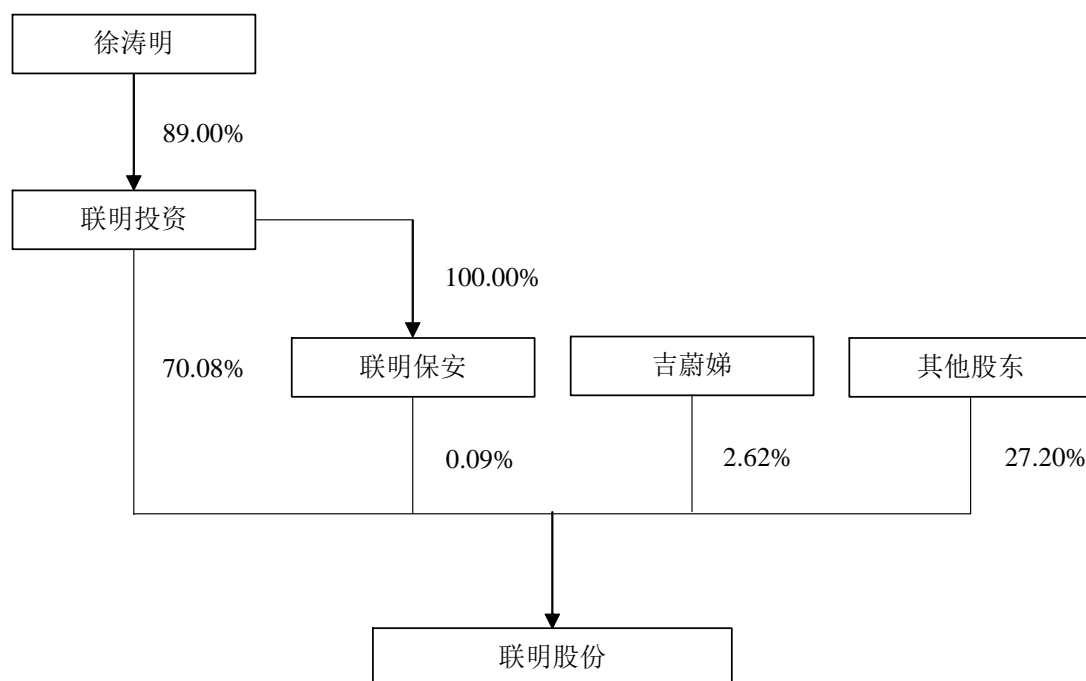 徐涛明
89.00%
联明投资
100.00%
70.08%
联明保安
吉蔚娣
其他股东
0.09%
2.62%
27.20%
联明股份